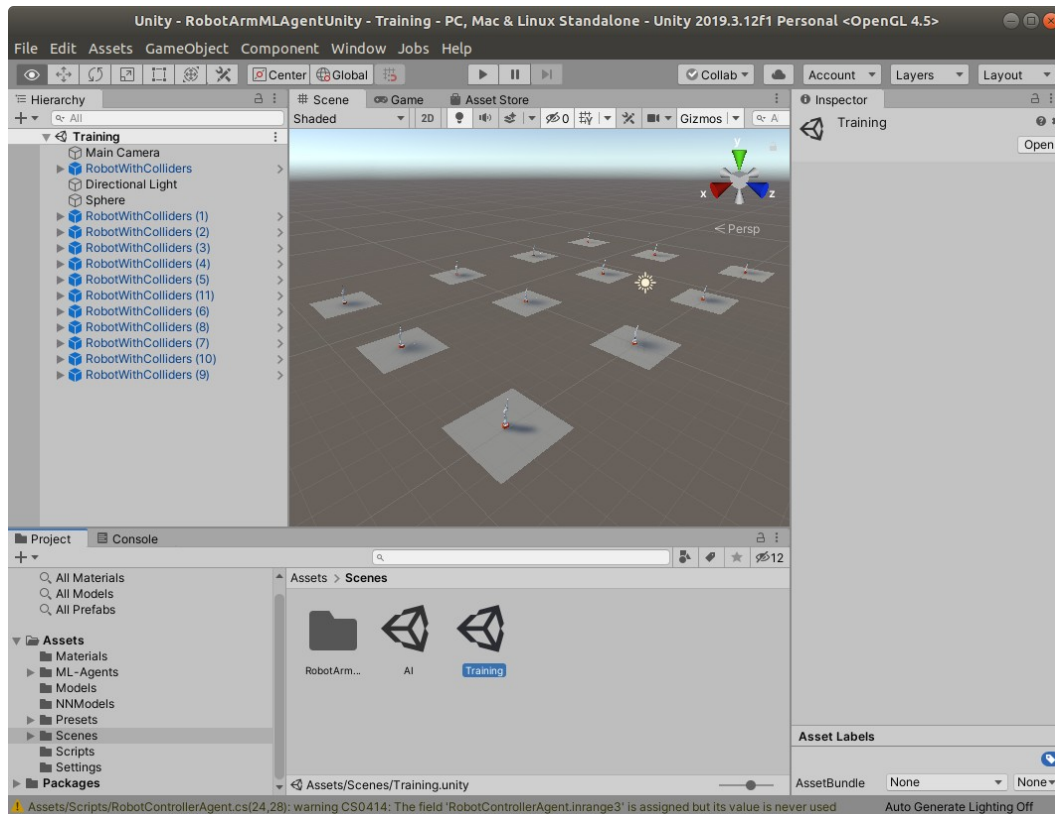 Unity - RobotArmMLAgentUnity - Training - PC, Mac & Linux Standalone - Unity 2019.3.12f1 Personal <OpenGL 4.5>
File Edit Assets GameObject Component Window Jobs Help
Center Global Collab Account Layers Layout
Hierarchy
All
Training
Main Camera
RobotWithColliders
Directional Light
Sphere
RobotWithColliders (1)
RobotWithColliders (2)
RobotWithColliders (3)
RobotWithColliders (4)
RobotWithColliders (5)
RobotWithColliders (11)
RobotWithColliders (6)
RobotWithColliders (8)
RobotWithColliders (7)
RobotWithColliders (10)
RobotWithColliders (9)
Scene Game Asset Store
Shaded 2D 0 Gizmos A
y
x z
Persp
Inspector
Training
Open
Project Console
12
All Materials
All Models
All Prefabs
Assets
Materials
ML-Agents
Models
NNModels
Presets
Scenes
Scripts
Settings
Packages
Assets > Scenes
RobotArm... AI Training
Assets/Scenes/Training.unity
Asset Labels
AssetBundle None None
Assets/Scripts/RobotControllerAgent.cs(24,28): warning CS0414: The field 'RobotControllerAgent.inrange3' is assigned but its value is never used Auto Generate Lighting Off